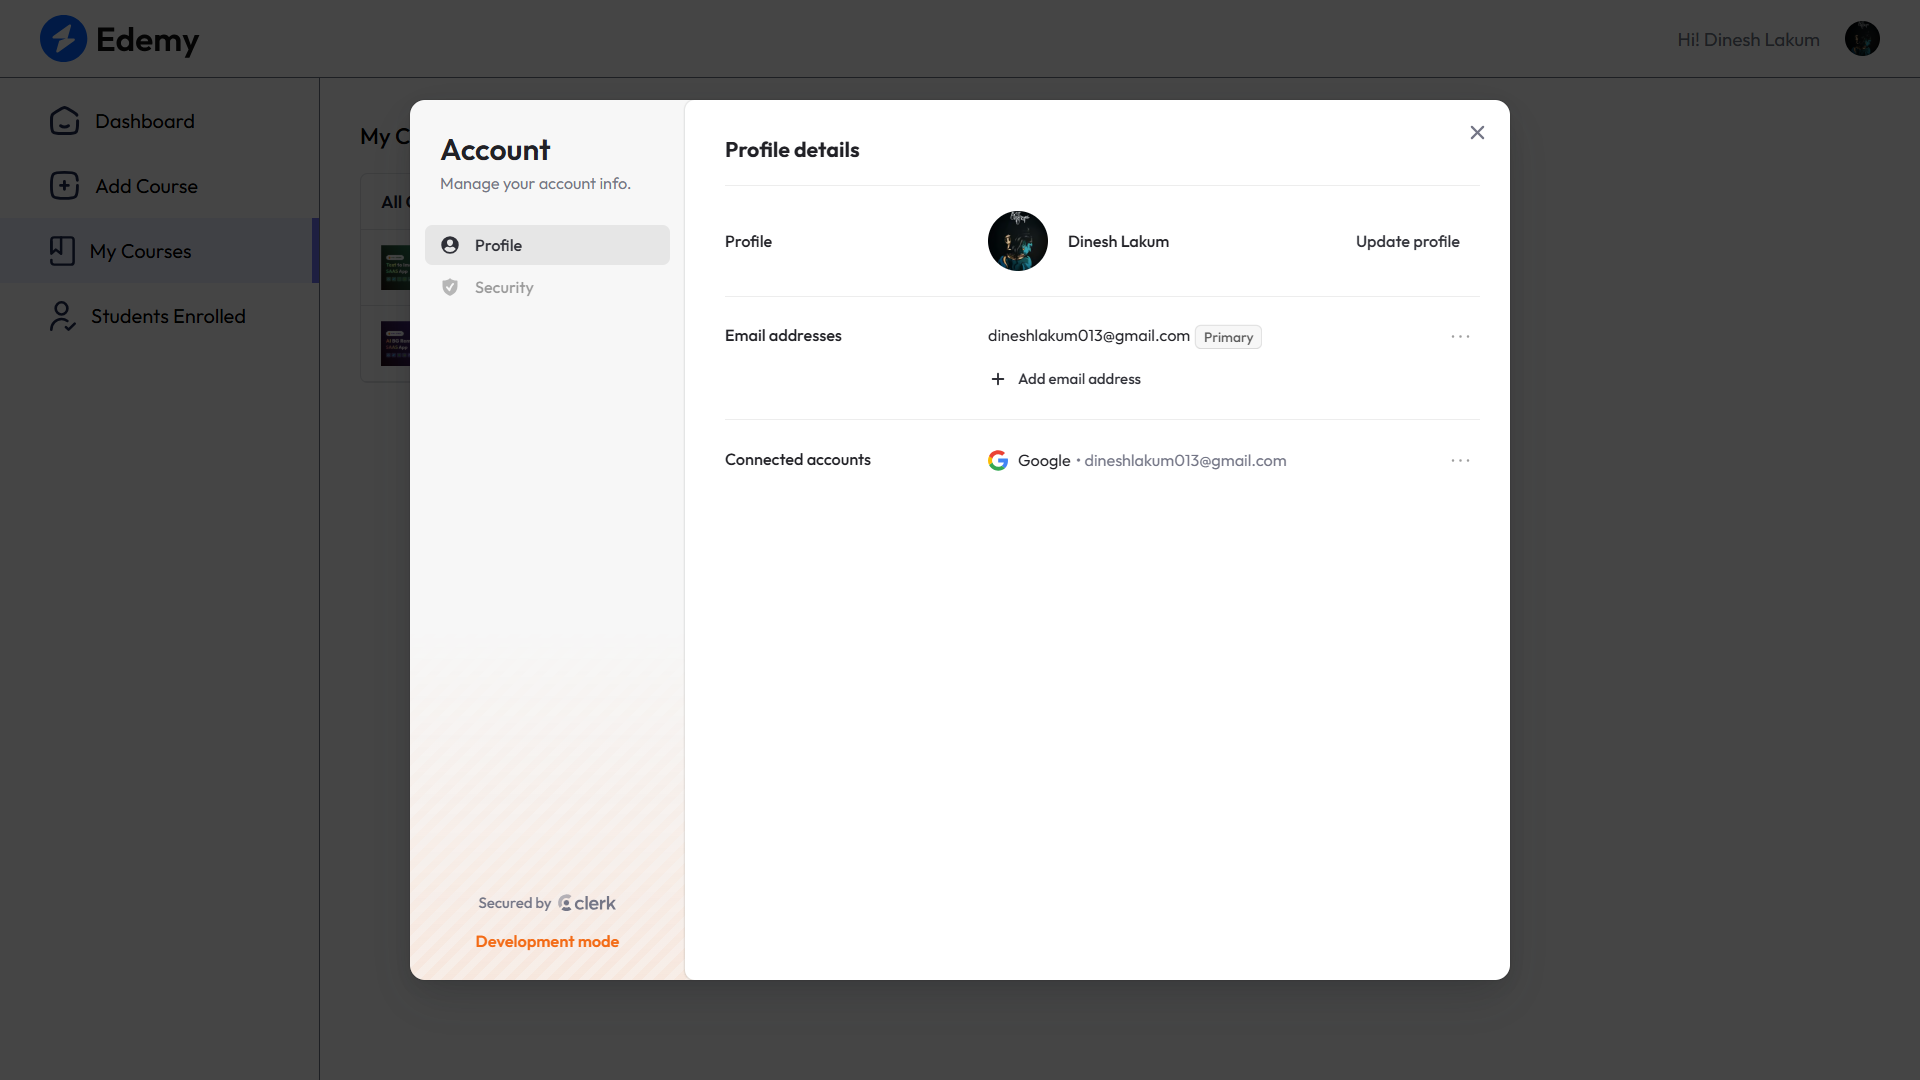 Edemy
Hi! Dinesh Lakum
Dashboard
Add Course
My Courses
Students Enrolled
My C
All
Account
Manage your account info.
Profile
Security
Secured by clerk
Development mode
Profile details
Profile
Dinesh Lakum
Update profile
Email addresses
dineshlakum013@gmail.com Primary
Add email address
Connected accounts
Google • dineshlakum013@gmail.com